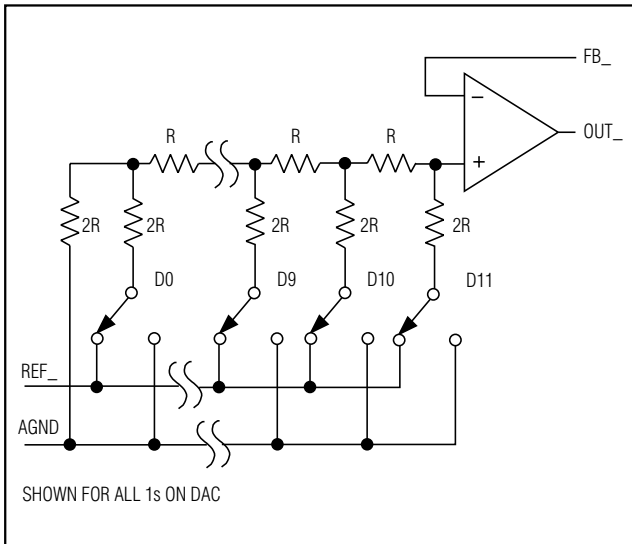 FB_
OUT_
−
+
R
R
R
2R
2R
2R
2R
2R
D0
D9
D10
D11
REF_
AGND
SHOWN FOR ALL 1s ON DAC